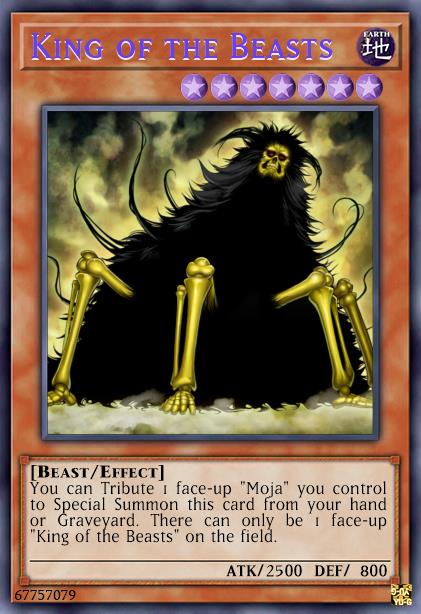 King of the Beasts
EARTH
地
[Beast/Effect]
You can Tribute 1 face-up "Moja" you control
to Special Summon this card from your hand
or Graveyard. There can only be 1 face-up
"King of the Beasts" on the field.
ATK/2500 DEF/ 800
67757079